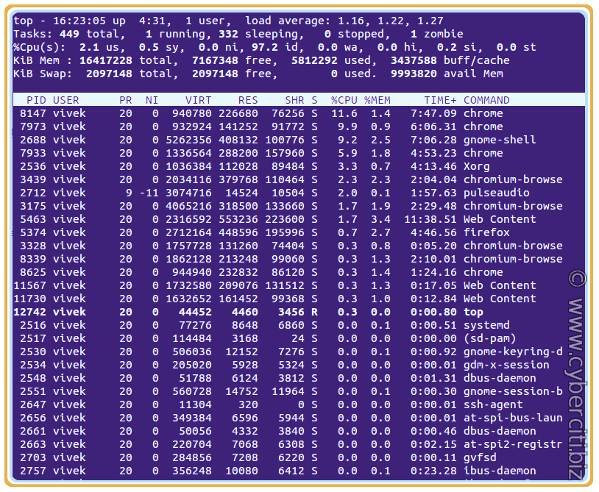 top - 16:23:05 up  4:31,  1 user,  load average: 1.16, 1.22, 1.27
Tasks: 449 total,   1 running, 332 sleeping,   0 stopped,   1 zombie
%Cpu(s):  2.1 us,  0.5 sy,  0.0 ni, 97.2 id,  0.0 wa,  0.0 hi,  0.2 si,  0.0 st
KiB Mem : 16417228 total,  7167348 free,  5812292 used,  3437588 buff/cache
KiB Swap:  2097148 total,  2097148 free,        0 used.  9993820 avail Mem
PID USER PR NI VIRT RES SHR S %CPU %MEM TIME+ COMMAND
8147 vivek 20 0 940780 226680 76256 S 11.6 1.4 7:47.09 chrome
7973 vivek 20 0 932924 141252 91772 S 9.9 0.9 6:06.31 chrome
2688 vivek 20 0 5262356 408132 100776 S 9.2 2.5 7:06.28 gnome-shell
7933 vivek 20 0 1336564 288200 157960 S 5.9 1.8 4:53.23 chrome
2536 vivek 20 0 1036384 112028 89484 S 3.3 0.7 4:13.46 Xorg
3439 vivek 20 0 2034116 379768 110464 S 2.3 2.3 2:04.04 chromium-browse
2712 vivek 9 -11 3074716 14524 10504 S 2.0 0.1 1:57.63 pulseaudio
3175 vivek 20 0 4065216 318500 133660 S 1.7 1.9 2:29.48 chromium-browse
5463 vivek 20 0 2316592 553236 223600 S 1.7 3.4 11:38.51 Web Content
5374 vivek 20 0 2712164 448596 195996 S 0.7 2.7 4:46.56 firefox
3328 vivek 20 0 1757728 131260 74404 S 0.3 0.8 0:05.20 chromium-browse
8339 vivek 20 0 1862128 213248 99060 S 0.3 1.3 2:10.01 chromium-browse
8625 vivek 20 0 944940 232832 86120 S 0.3 1.4 1:24.16 chrome
11567 vivek 20 0 1732580 209076 131512 S 0.3 1.3 0:17.05 Web Content
11730 vivek 20 0 1632652 161452 99368 S 0.3 1.0 0:12.84 Web Content
12742 vivek 20 0 44452 4460 3456 R 0.3 0.0 0:00.80 top
2516 vivek 20 0 77276 8648 6860 S 0.0 0.1 0:00.51 systemd
2517 vivek 20 0 114484 3168 24 S 0.0 0.0 0:00.00 (sd-pam)
2530 vivek 20 0 506036 12152 7276 S 0.0 0.1 0:00.92 gnome-keyring-d
2534 vivek 20 0 205020 5928 5324 S 0.0 0.0 0:00.01 gdm-x-session
2548 vivek 20 0 51788 6124 3812 S 0.0 0.0 0:01.31 dbus-daemon
2551 vivek 20 0 560728 14752 11964 S 0.0 0.1 0:00.30 gnome-session-b
2647 vivek 20 0 11304 320 0 S 0.0 0.0 0:00.01 ssh-agent
2656 vivek 20 0 349384 6596 5944 S 0.0 0.0 0:00.01 at-spi-bus-laun
2661 vivek 20 0 50056 4332 3840 S 0.0 0.0 0:00.46 dbus-daemon
2663 vivek 20 0 220704 7068 6308 S 0.0 0.0 0:02.15 at-spi2-registr
2703 vivek 20 0 284856 7208 6220 S 0.0 0.0 0:00.11 gvfsd
2757 vivek 20 0 356248 10080 6412 S 0.0 0.1 0:23.28 ibus-daemon
© www.cyberciti.biz